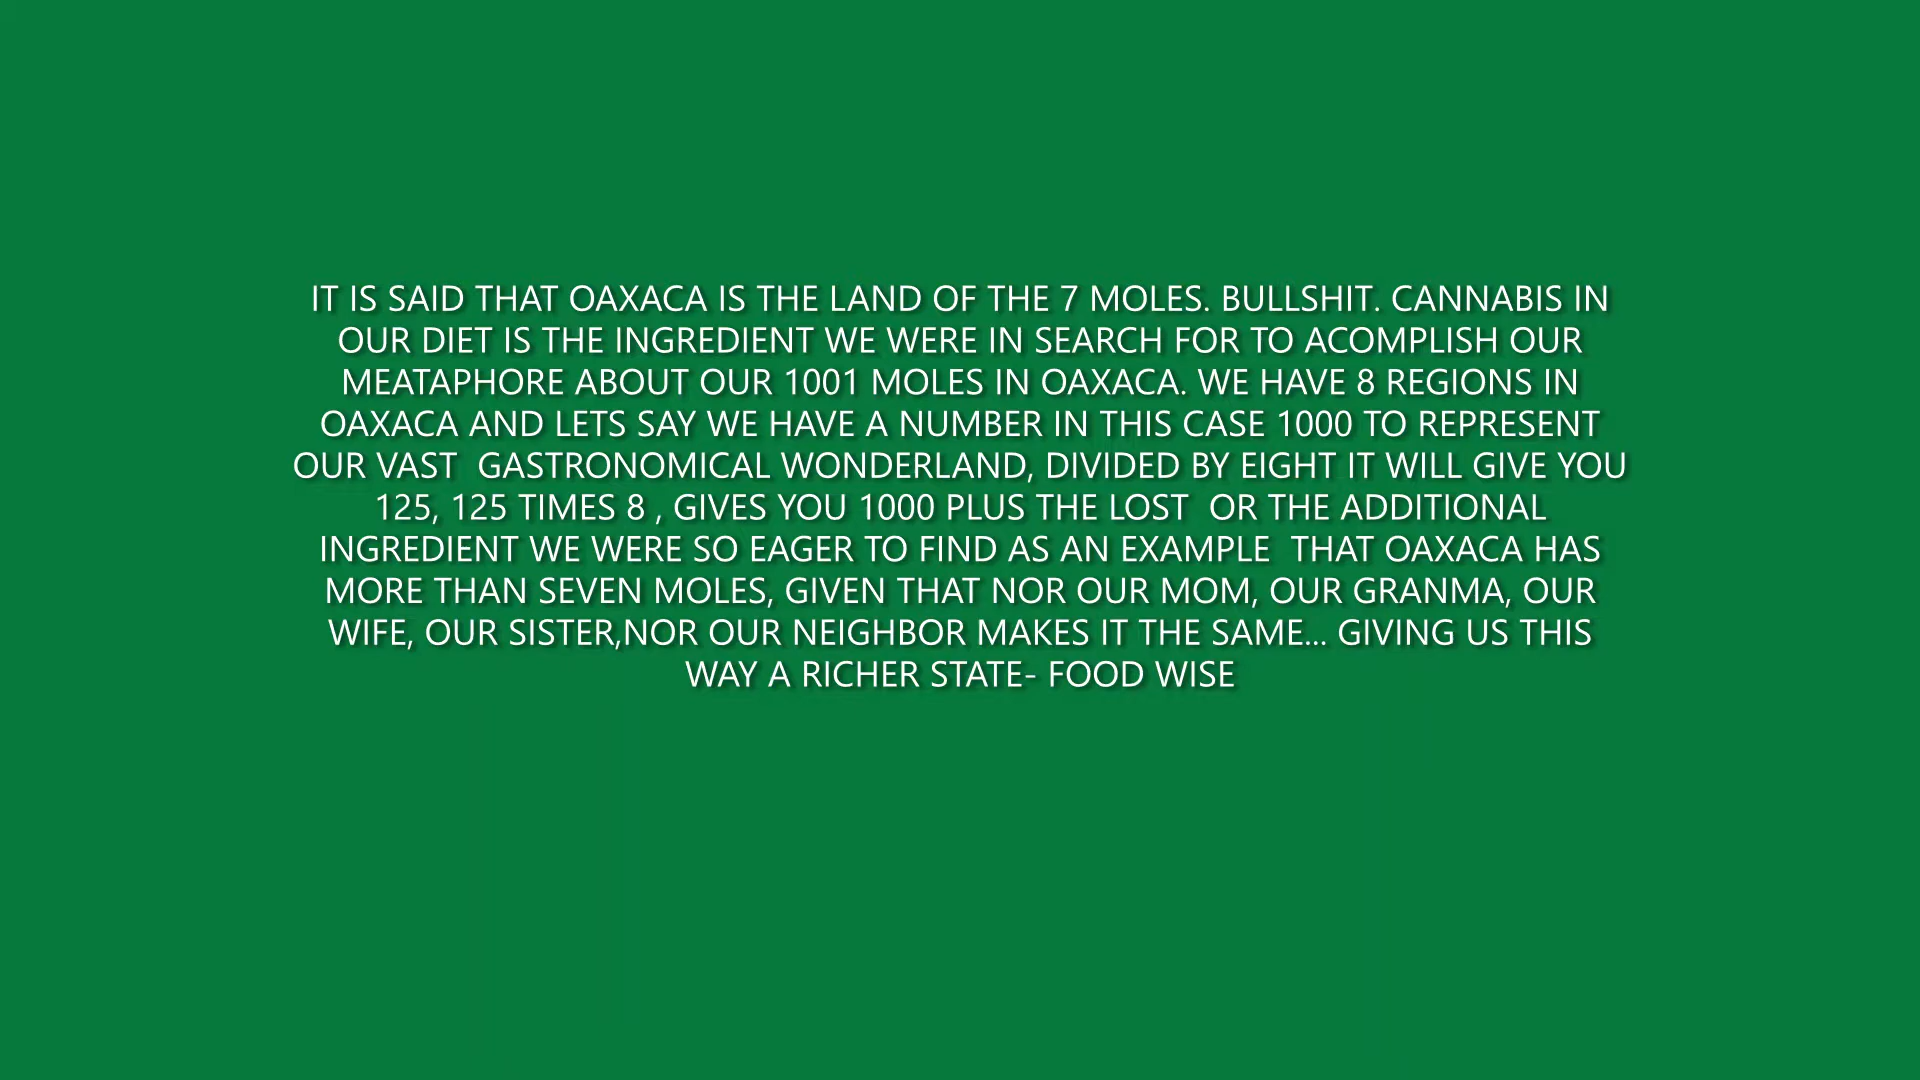 IT IS SAID THAT OAXACA IS THE LAND OF THE 7 MOLES. BULLSHIT. CANNABIS IN
OUR DIET IS THE INGREDIENT WE WERE IN SEARCH FOR TO ACOMPLISH OUR
MEATAPHORE ABOUT OUR 1001 MOLES IN OAXACA. WE HAVE 8 REGIONS IN
OAXACA AND LETS SAY WE HAVE A NUMBER IN THIS CASE 1000 TO REPRESENT
OUR VAST  GASTRONOMICAL WONDERLAND, DIVIDED BY EIGHT IT WILL GIVE YOU
125, 125 TIMES 8 , GIVES YOU 1000 PLUS THE LOST  OR THE ADDITIONAL
INGREDIENT WE WERE SO EAGER TO FIND AS AN EXAMPLE  THAT OAXACA HAS
MORE THAN SEVEN MOLES, GIVEN THAT NOR OUR MOM, OUR GRANMA, OUR
WIFE, OUR SISTER,NOR OUR NEIGHBOR MAKES IT THE SAME... GIVING US THIS
WAY A RICHER STATE- FOOD WISE